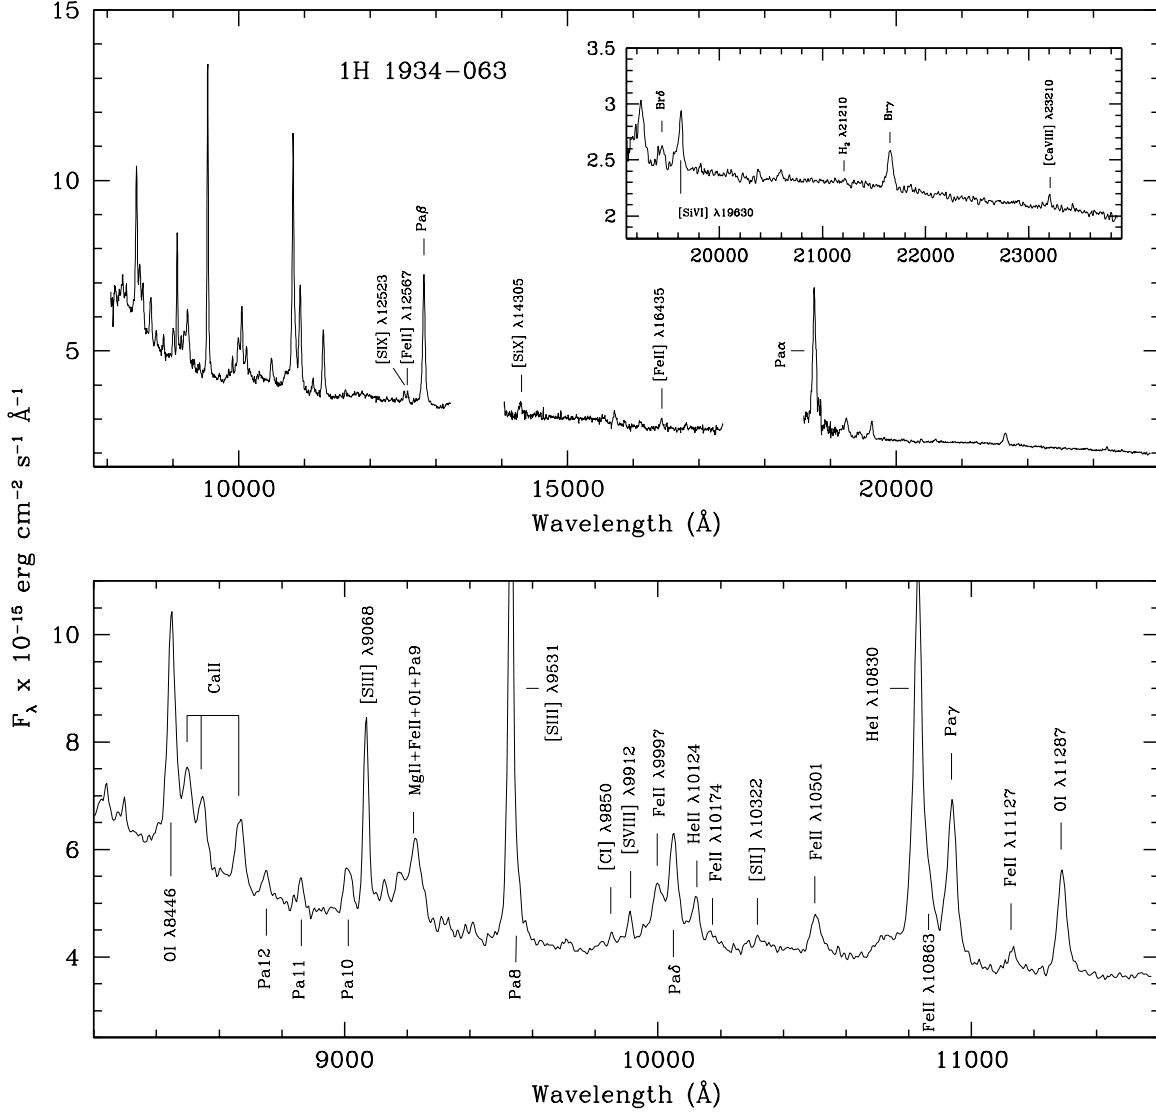 15
10
5
1H 1934−063
[SIX] λ12523
[FeII] λ12567
Paβ
[SiX] λ14305
[FeII] λ16435
Paα
10000
15000
20000
Wavelength (Å)
3.5
3
2.5
2
Brδ
[SiVI] λ19630
H₂ λ21210
Brγ
[CaVIII] λ23210
20000
21000
22000
23000
F_λ x 10⁻¹⁵ erg cm⁻² s⁻¹ Å⁻¹
10
8
6
4
OI λ8446
CaII
Pa12
Pa11
Pa10
[SIII] λ9068
MgII+FeII+OI+Pa9
[SIII] λ9531
Pa8
[CI] λ9850
[SVIII] λ9912
FeII λ9997
Paδ
HeII λ10124
FeII λ10174
[SII] λ10322
FeII λ10501
HeI λ10830
FeII λ10863
Paγ
FeII λ11127
OI λ11287
9000
10000
11000
Wavelength (Å)